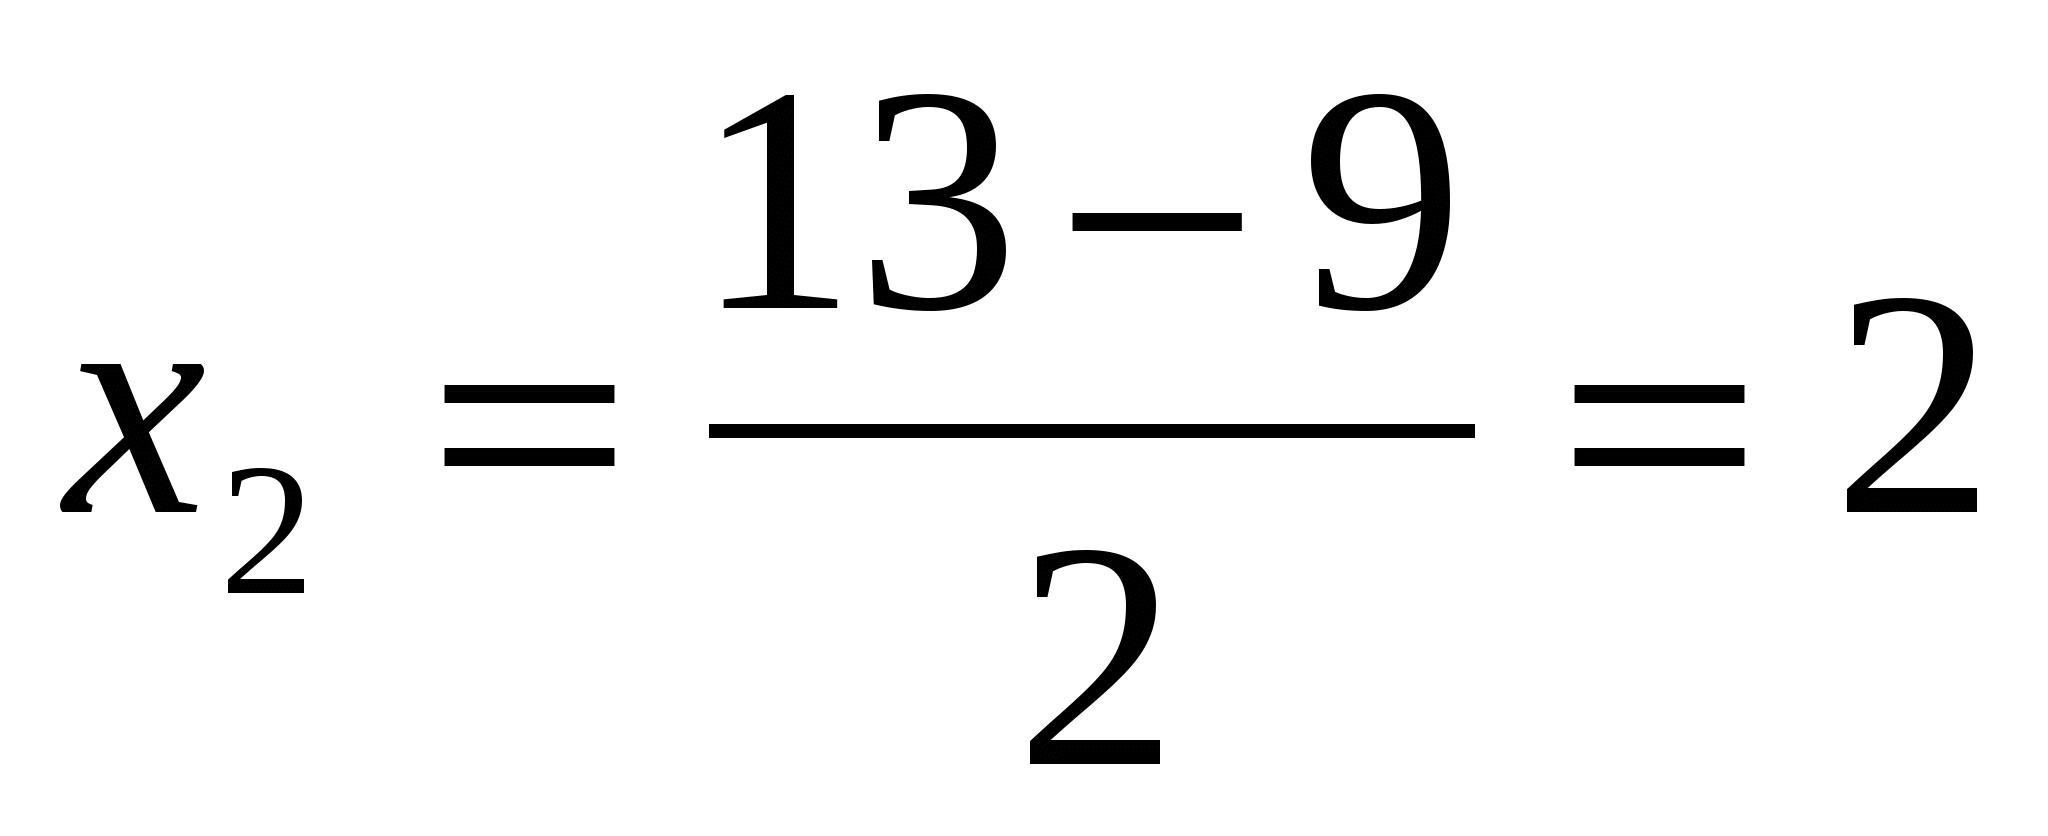 x₂ = (13 − 9)/2 = 2